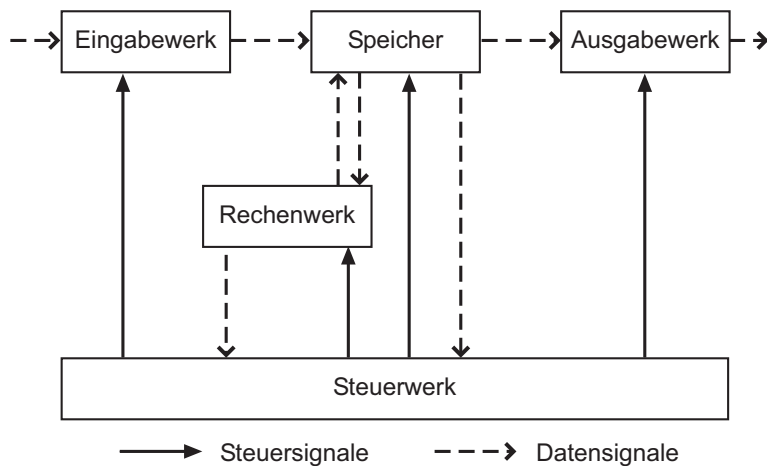 Eingabewerk
Speicher
Ausgabewerk
Rechenwerk
Steuerwerk
Steuersignale
Datensignale